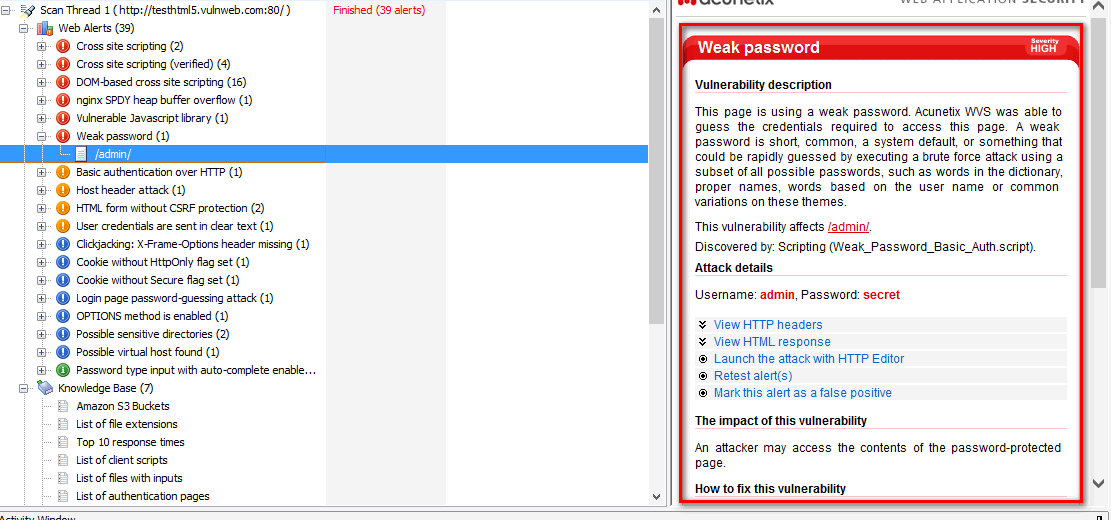 Scan Thread 1 ( http://testhtml5.vulnweb.com:80/ )
Finished (39 alerts)
Web Alerts (39)
Cross site scripting (2)
Cross site scripting (verified) (4)
DOM-based cross site scripting (16)
nginx SPDY heap buffer overflow (1)
Vulnerable Javascript library (1)
Weak password (1)
/admin/
Basic authentication over HTTP (1)
Host header attack (1)
HTML form without CSRF protection (2)
User credentials are sent in clear text (1)
Clickjacking: X-Frame-Options header missing (1)
Cookie without HttpOnly flag set (1)
Cookie without Secure flag set (1)
Login page password-guessing attack (1)
OPTIONS method is enabled (1)
Possible sensitive directories (2)
Possible virtual host found (1)
Password type input with auto-complete enable...
Knowledge Base (7)
Amazon S3 Buckets
List of file extensions
Top 10 response times
List of client scripts
List of files with inputs
List of authentication pages
Activity Window
acunetix
WEB APPLICATION SECURITY
Weak password
Severity
HIGH
Vulnerability description
This page is using a weak password. Acunetix WVS was able to
guess the credentials required to access this page. A weak
password is short, common, a system default, or something that
could be rapidly guessed by executing a brute force attack using a
subset of all possible passwords, such as words in the dictionary,
proper names, words based on the user name or common
variations on these themes.
This vulnerability affects /admin/.
Discovered by: Scripting (Weak_Password_Basic_Auth.script).
Attack details
Username: admin, Password: secret
View HTTP headers
View HTML response
Launch the attack with HTTP Editor
Retest alert(s)
Mark this alert as a false positive
The impact of this vulnerability
An attacker may access the contents of the password-protected
page.
How to fix this vulnerability